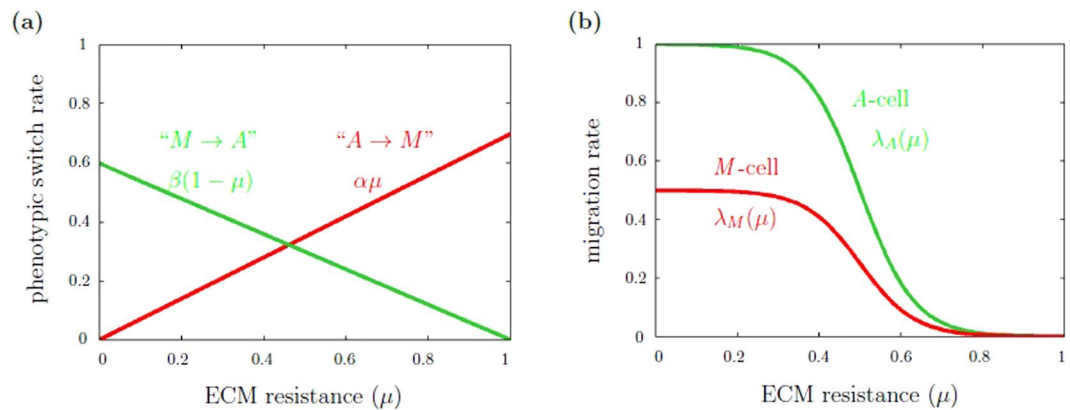 (a)
phenotypic switch rate
1
0.8
0.6
0.4
0.2
0
“M → A”
β(1 − μ)
“A → M”
αμ
0 0.2 0.4 0.6 0.8 1
ECM resistance (μ)
(b)
migration rate
1
0.8
0.6
0.4
0.2
0
A-cell
λ_A(μ)
M-cell
λ_M(μ)
0 0.2 0.4 0.6 0.8 1
ECM resistance (μ)